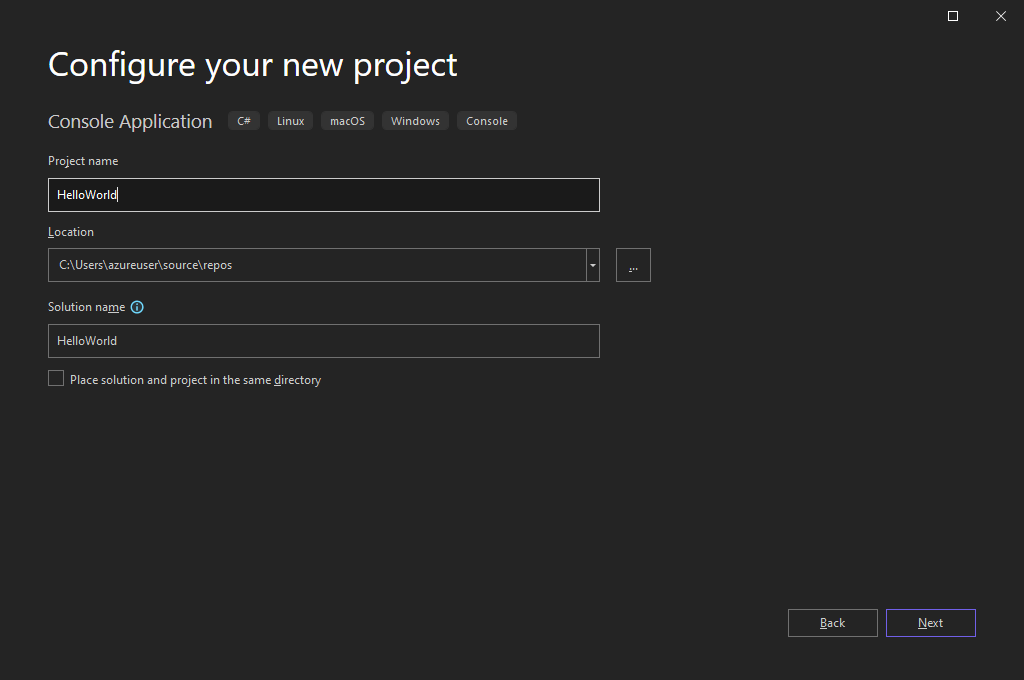 Configure your new project
Console Application C# Linux macOS Windows Console
Project name
HelloWorld
Location
C:\Users\azureuser\source\repos
...
Solution name
HelloWorld
Place solution and project in the same directory
Back Next